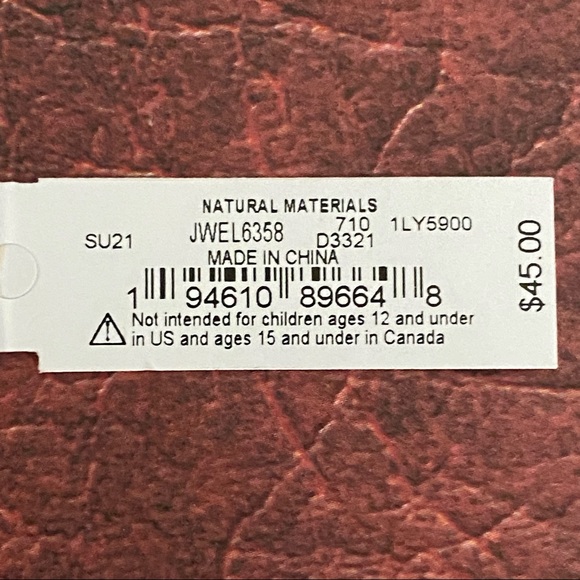 NATURAL MATERIALS
SU21 JWEL6358 710 1LY5900
D3321
MADE IN CHINA
1 94610 89664 8
Not intended for children ages 12 and under
in US and ages 15 and under in Canada
$45.00